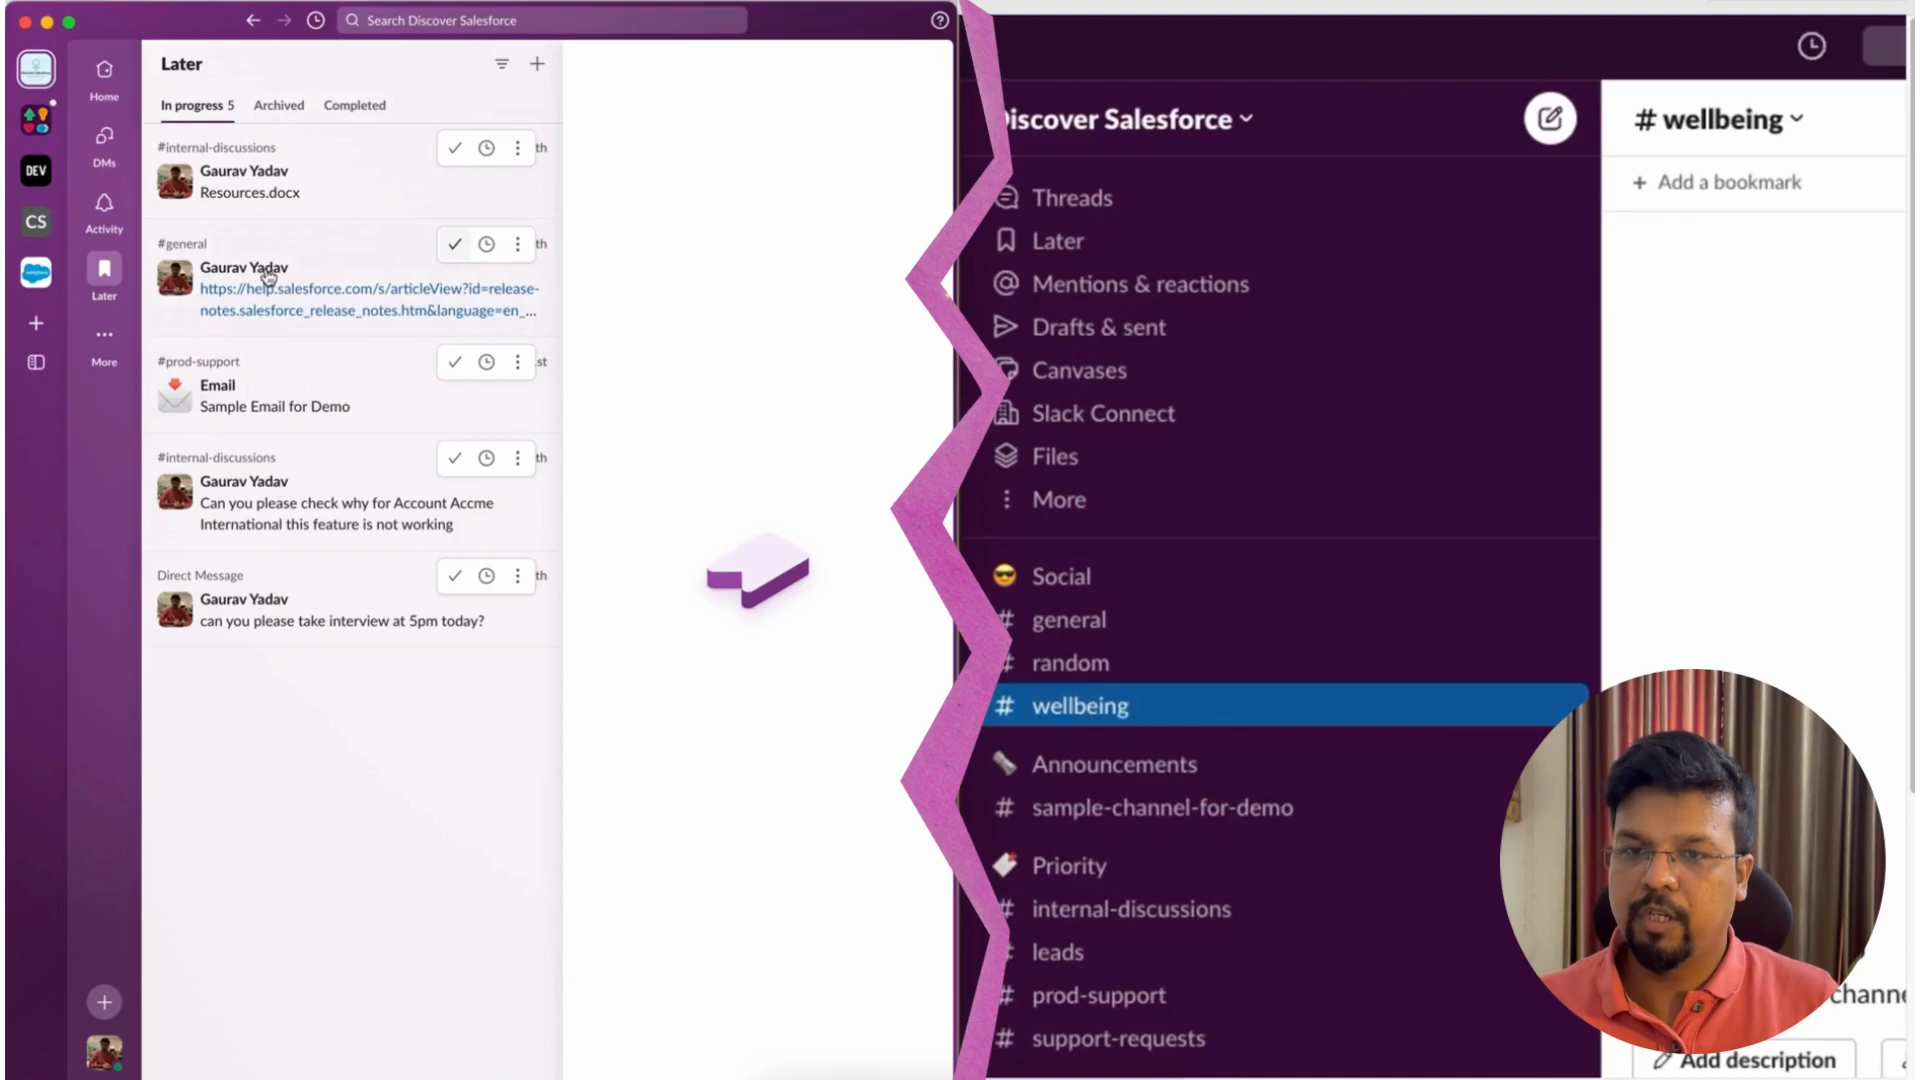 Search Discover Salesforce
DEV
CS
Home
DMs
Activity
Later
More
Later
In progress 5
Archived
Completed
#internal-discussions
th
Gaurav Yadav
Resources.docx
#general
th
Gaurav Yadav
https://help.salesforce.com/s/articleView?id=release-
notes.salesforce_release_notes.htm&language=en_...
#prod-support
st
Email
Sample Email for Demo
#internal-discussions
th
Gaurav Yadav
Can you please check why for Account Accme
International this feature is not working
Direct Message
th
Gaurav Yadav
can you please take interview at 5pm today?
iscover Salesforce
Threads
Later
Mentions & reactions
Drafts & sent
Canvases
Slack Connect
Files
More
Social
# general
# random
# wellbeing
Announcements
# sample-channel-for-demo
Priority
# internal-discussions
# leads
# prod-support
# support-requests
# wellbeing
+ Add a bookmark
channe
Add description